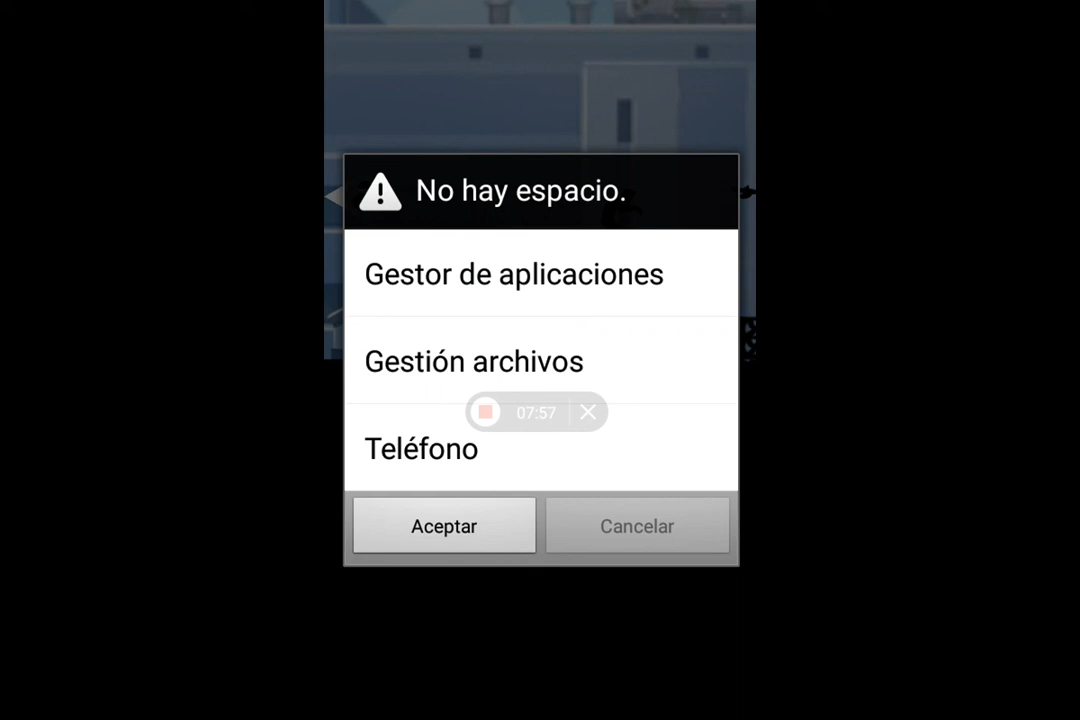 No hay espacio.
Gestor de aplicaciones
Gestión archivos
07:57
Teléfono
Aceptar
Cancelar